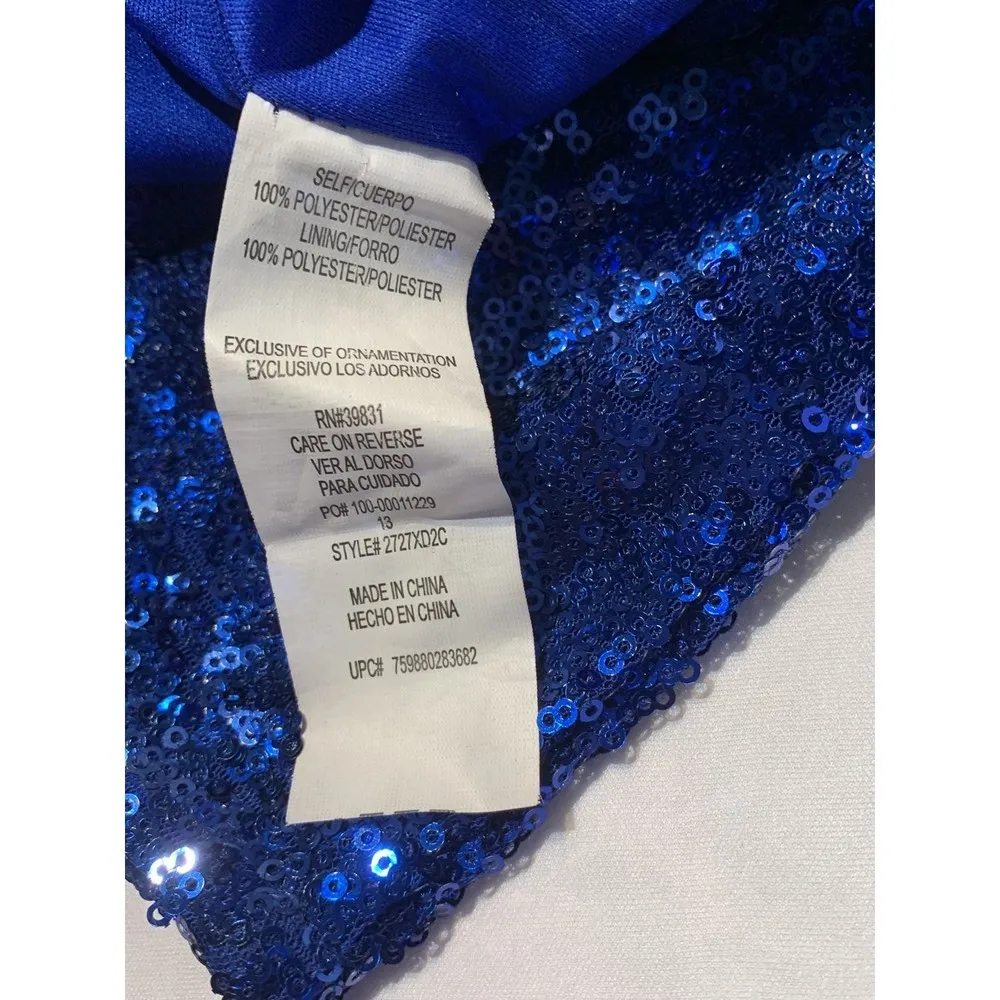 SELF/CUERPO
100% POLYESTER/POLIESTER
LINING/FORRO
100% POLYESTER/POLIESTER
EXCLUSIVE OF ORNAMENTATION
EXCLUSIVO LOS ADORNOS
RN#39831
CARE ON REVERSE
VER AL DORSO
PARA CUIDADO
PO# 100-00011229
13
STYLE# 2727XD2C
MADE IN CHINA
HECHO EN CHINA
UPC# 759880283682